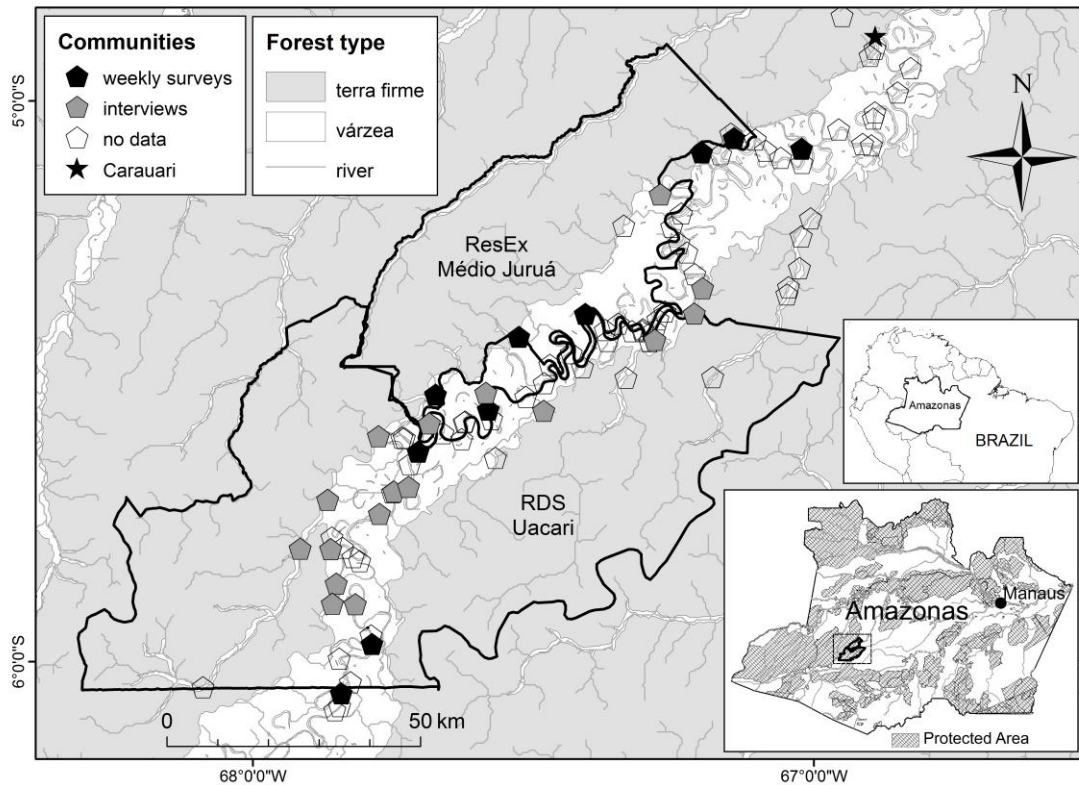 Communities
weekly surveys
interviews
no data
Carauari
Forest type
terra firme
várzea
river
N
5°0'0"S
6°0'0"S
ResEx
Médio Juruá
RDS
Uacari
0
50 km
68°0'0"W
67°0'0"W
Amazonas
BRAZIL
Amazonas
Manaus
Protected Area